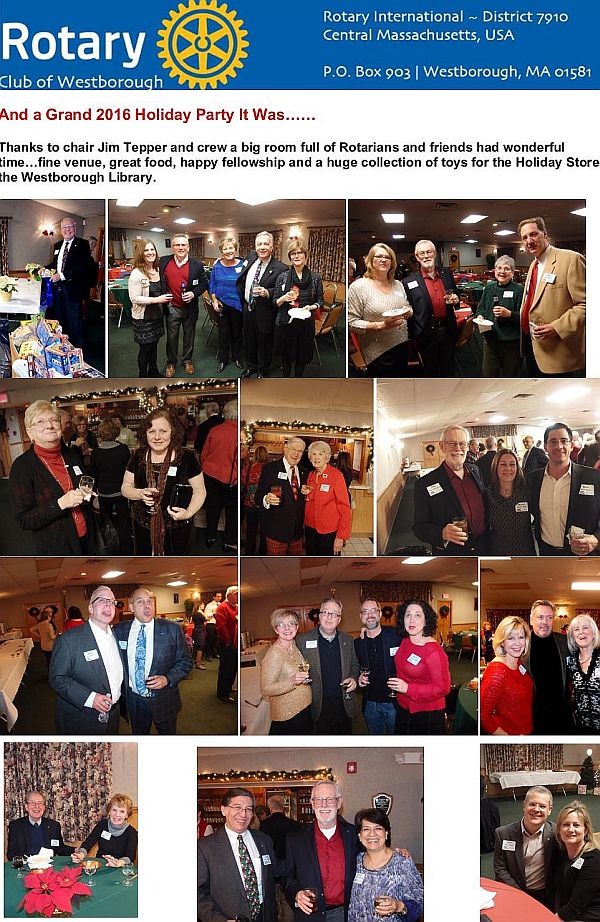 Rotary
Club of Westborough
Rotary International ~ District 7910
Central Massachusetts, USA
P.O. Box 903 | Westborough, MA 01581
And a Grand 2016 Holiday Party It Was……
Thanks to chair Jim Tepper and crew a big room full of Rotarians and friends had wonderful
time…fine venue, great food, happy fellowship and a huge collection of toys for the Holiday Store
the Westborough Library.